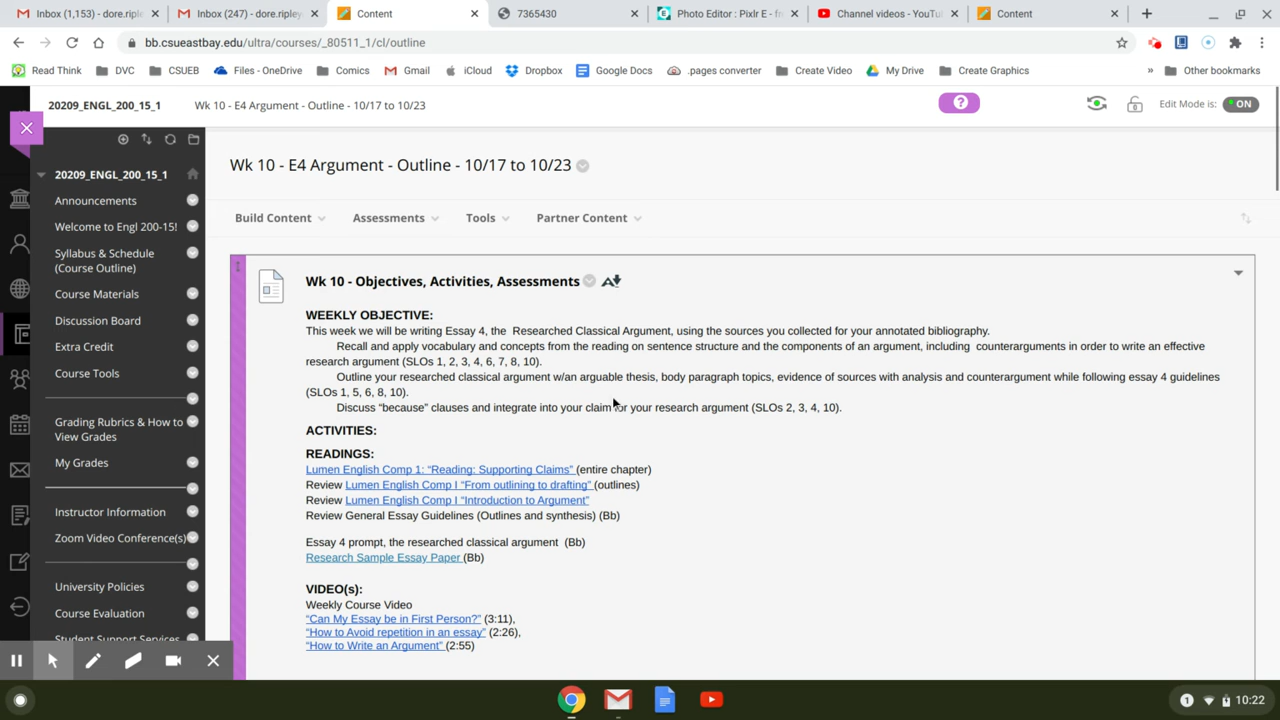 Inbox (1,153) - dore.riple
Inbox (247) - dore.ripley
Content
7365430
Photo Editor : Pixlr E - fr
Channel videos - YouTu
Content
bb.csueastbay.edu/ultra/courses/_80511_1/cl/outline
Read Think
DVC
CSUEB
Files - OneDrive
Comics
Gmail
iCloud
Dropbox
Google Docs
.pages converter
Create Video
My Drive
Create Graphics
»
Other bookmarks
20209_ENGL_200_15_1
Wk 10 - E4 Argument - Outline - 10/17 to 10/23
?
Edit Mode is: ON
20209_ENGL_200_15_1
Announcements
Welcome to Engl 200-15!
Syllabus & Schedule
(Course Outline)
Course Materials
Discussion Board
Extra Credit
Course Tools
Grading Rubrics & How to
View Grades
My Grades
Instructor Information
Zoom Video Conference(s)
University Policies
Course Evaluation
Student Support Services
Wk 10 - E4 Argument - Outline - 10/17 to 10/23
Build Content
Assessments
Tools
Partner Content
Wk 10 - Objectives, Activities, Assessments
WEEKLY OBJECTIVE:
This week we will be writing Essay 4, the Researched Classical Argument, using the sources you collected for your annotated bibliography.
Recall and apply vocabulary and concepts from the reading on sentence structure and the components of an argument, including counterarguments in order to write an effective
research argument (SLOs 1, 2, 3, 4, 6, 7, 8, 10).
Outline your researched classical argument w/an arguable thesis, body paragraph topics, evidence of sources with analysis and counterargument while following essay 4 guidelines
(SLOs 1, 5, 6, 8, 10).
Discuss “because” clauses and integrate into your claim for your research argument (SLOs 2, 3, 4, 10).
ACTIVITIES:
READINGS:
Lumen English Comp 1: “Reading: Supporting Claims” (entire chapter)
Review Lumen English Comp I “From outlining to drafting” (outlines)
Review Lumen English Comp I “Introduction to Argument”
Review General Essay Guidelines (Outlines and synthesis) (Bb)
Essay 4 prompt, the researched classical argument (Bb)
Research Sample Essay Paper (Bb)
VIDEO(s):
Weekly Course Video
“Can My Essay be in First Person?” (3:11),
“How to Avoid repetition in an essay” (2:26),
“How to Write an Argument” (2:55)
1
10:22